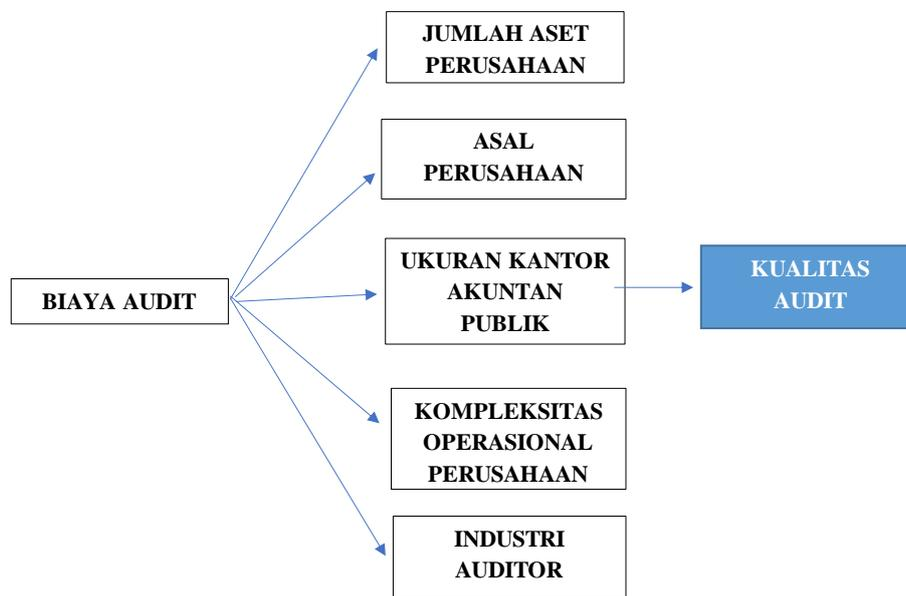 JUMLAH ASET
PERUSAHAAN
ASAL
PERUSAHAAN
BIAYA AUDIT
UKURAN KANTOR
AKUNTAN
PUBLIK
KUALITAS
AUDIT
KOMPLEKSITAS
OPERASIONAL
PERUSAHAAN
INDUSTRI
AUDITOR